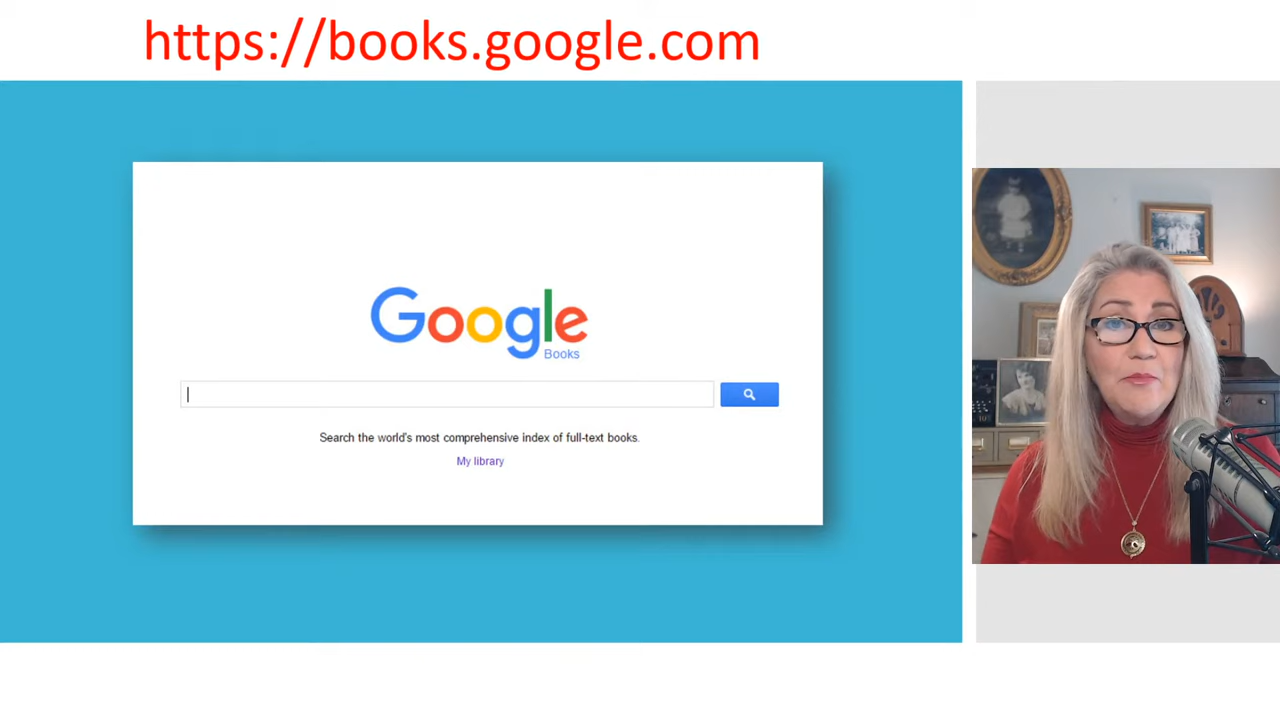 https://books.google.com
Google
Books
Search the world's most comprehensive index of full-text books.
My library